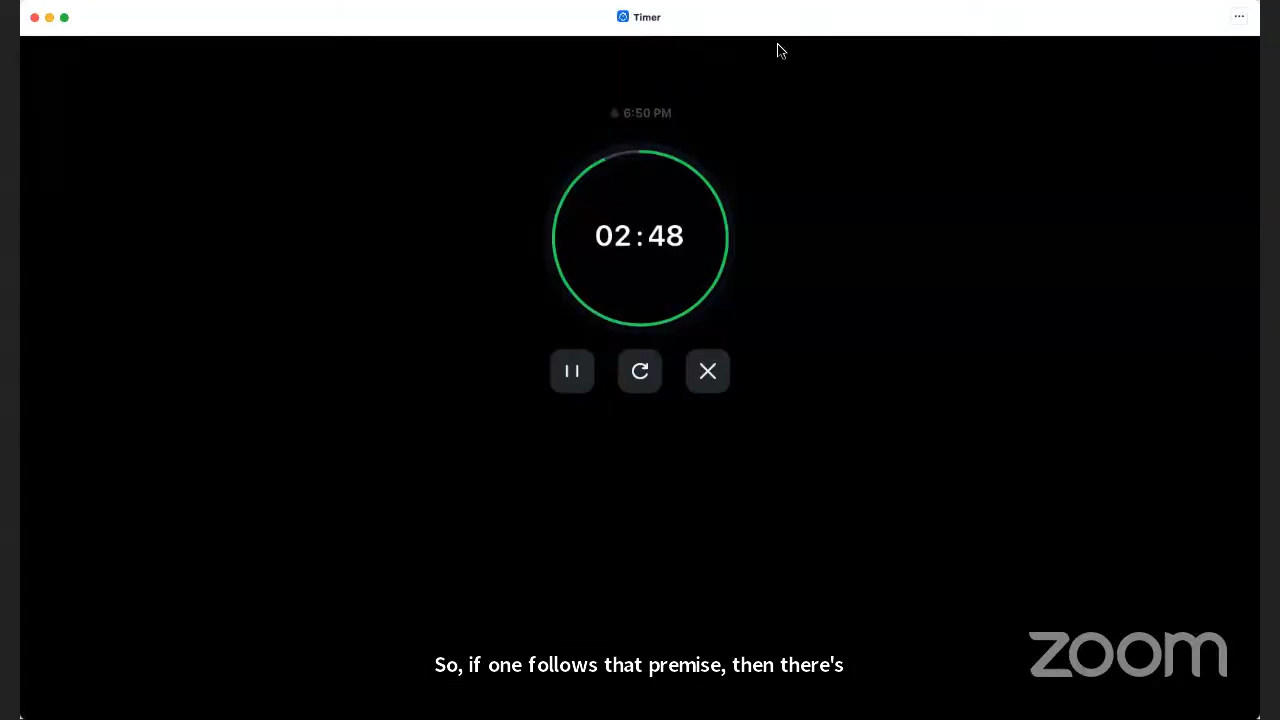 Timer
6:50 PM
02:48
So, if one follows that premise, then there's
zoom